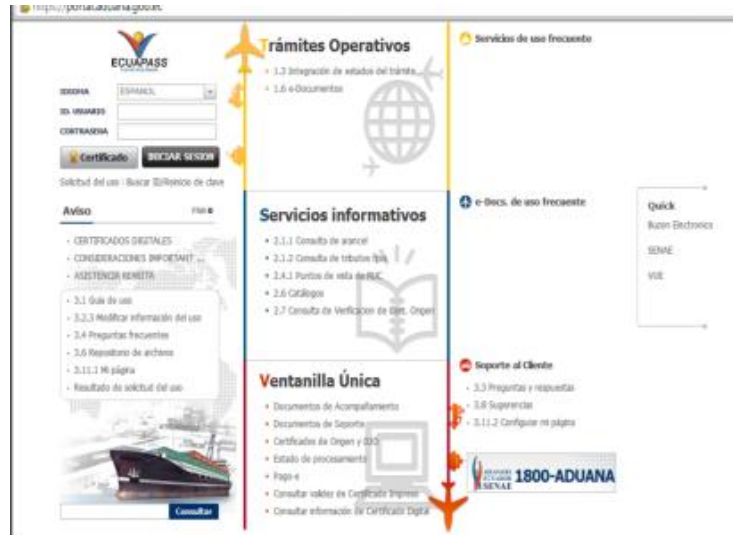 https://portal.aduana.gob.ec
ECUAPASS
IDIOMA ESPAÑOL
ID. USUARIO
CONTRASEÑA
Certificado INICIAR SESION
Solicitud del uso | Buscar ID/Reinicio de clave
Aviso
CERTIFICADOS DIGITALES
CONSIDERACIONES IMPORTANT ...
ASISTENCIA REMOTA
3.1 Guia de uso
3.2.3 Modificar información del uso
3.4 Preguntas frecuentes
3.6 Repositorio de archivos
3.11.1 Mi página
Resultado de solicitud del uso
Consultar
Trámites Operativos
1.3 Integración de estados del trámite
1.6 e-Documentos
Servicios informativos
2.1.1 Consulta de arancel
2.1.2 Consulta de tributos
2.4.1 Puntos de vista de RUC
2.6 Catálogos
2.7 Consulta de Verificacion de Cert. Origen
Ventanilla Única
Documentos de Acompañamiento
Documentos de Soporte
Certificados de Origen y DJO
Estado de procesamiento
Pago-e
Consultar validez de Certificado Impreso
Consultar información de Certificado Digital
Servicios de uso frecuente
e-Docs. de uso frecuente
Soporte al Cliente
3.3 Preguntas y respuestas
3.8 Sugerencias
3.11.2 Configurar mi página
SENAE 1800-ADUANA
Quick
Buzon Electronico
SENAE
VUE